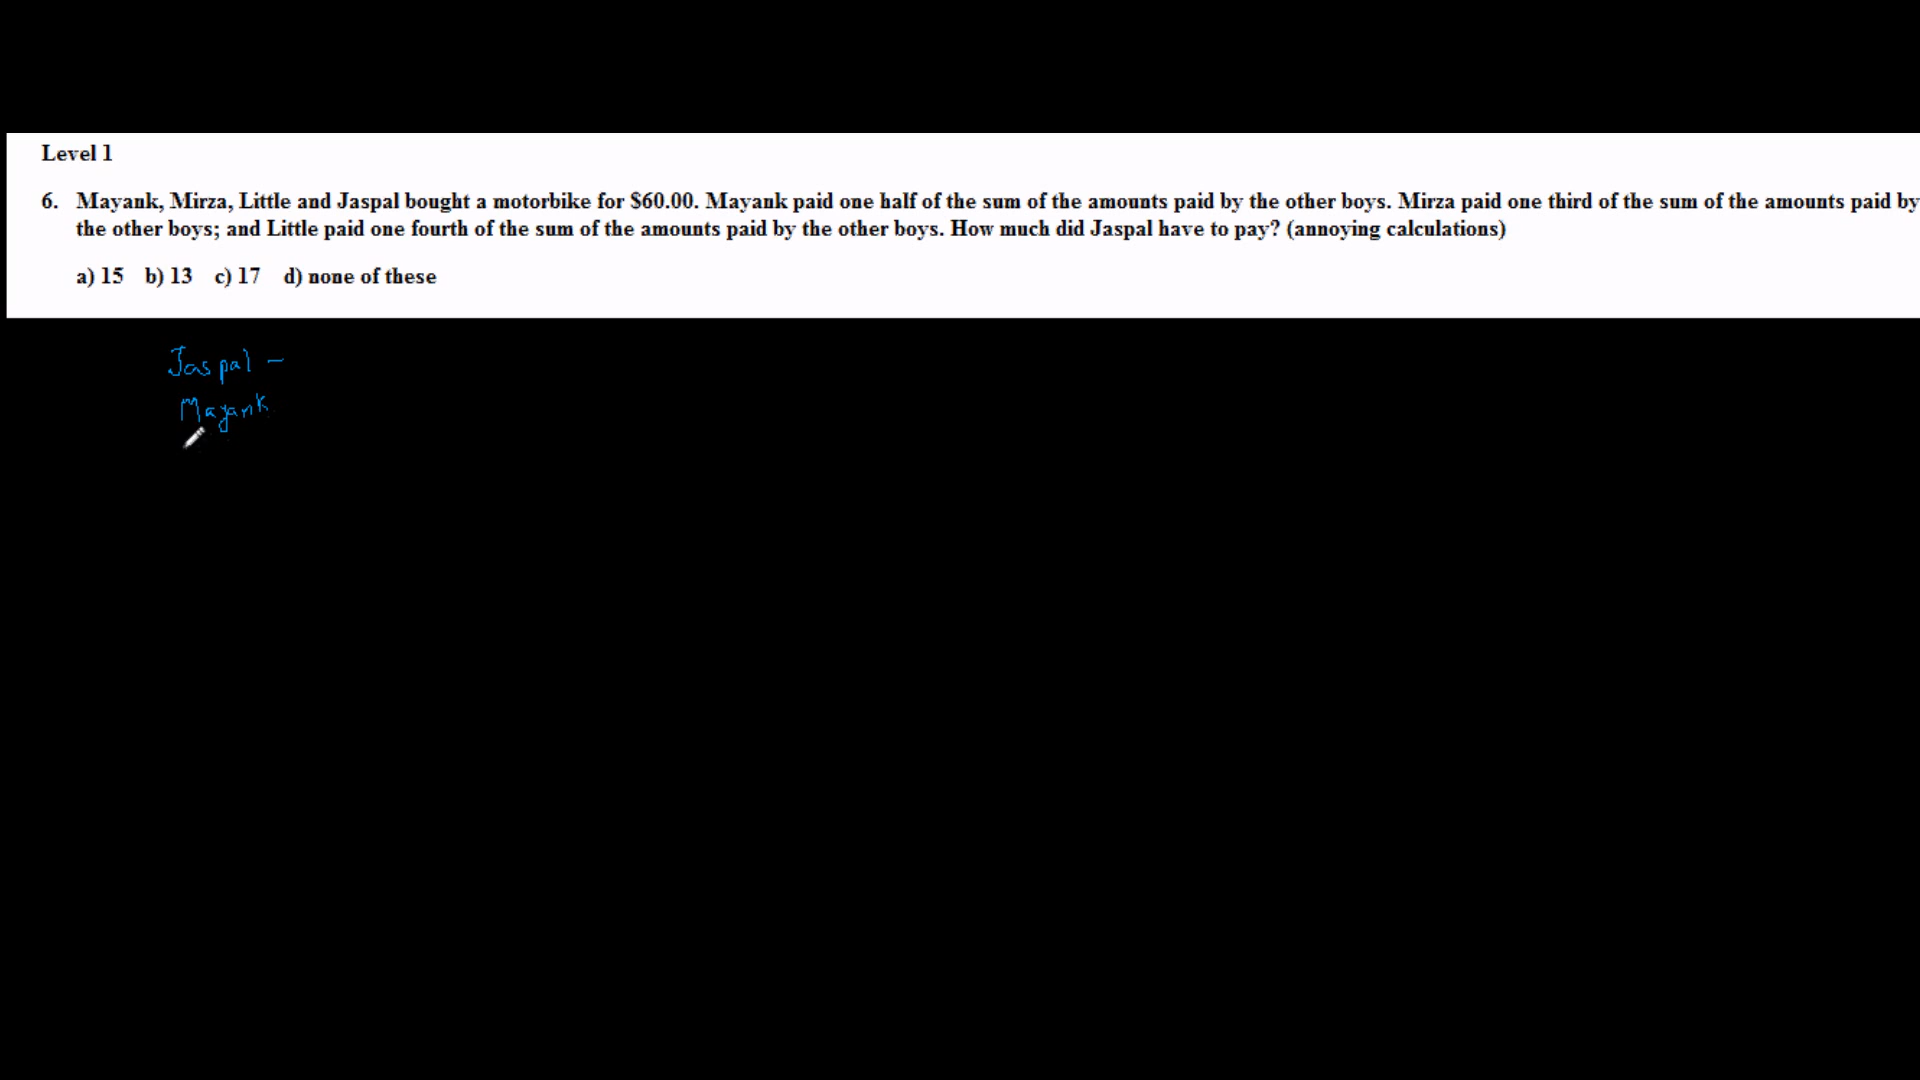 Level 1
6. Mayank, Mirza, Little and Jaspal bought a motorbike for $60.00. Mayank paid one half of the sum of the amounts paid by the other boys. Mirza paid one third of the sum of the amounts paid by
the other boys; and Little paid one fourth of the sum of the amounts paid by the other boys. How much did Jaspal have to pay? (annoying calculations)
a) 15 b) 13 c) 17 d) none of these
Jaspal -
Mayank